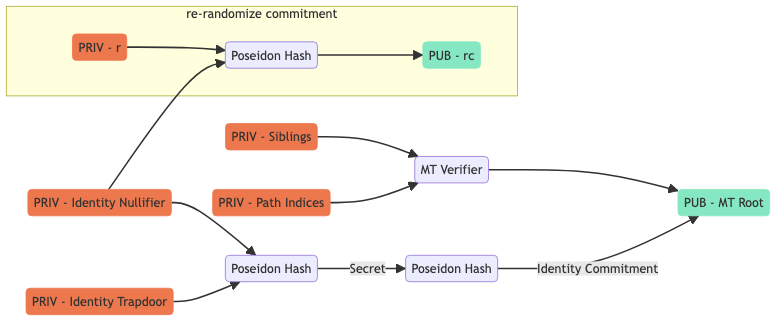 re-randomize commitment
PRIV - r
Poseidon Hash
PUB - rc
PRIV - Siblings
MT Verifier
PRIV - Identity Nullifier
PRIV - Path Indices
PUB - MT Root
Poseidon Hash
Secret
Poseidon Hash
Identity Commitment
PRIV - Identity Trapdoor